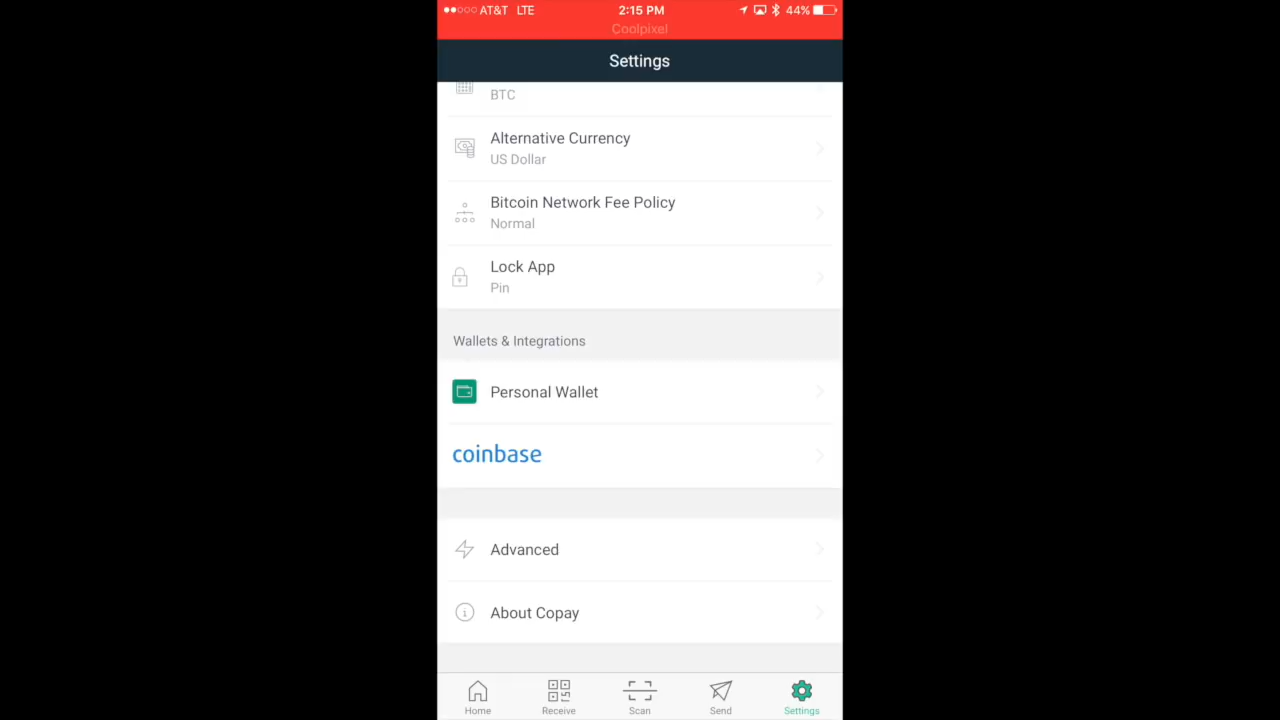 AT&T LTE 2:15 PM 44%
Coolpixel
Settings
BTC
Alternative Currency
US Dollar
Bitcoin Network Fee Policy
Normal
Lock App
Pin
Wallets & Integrations
Personal Wallet
coinbase
Advanced
About Copay
Home Receive Scan Send Settings